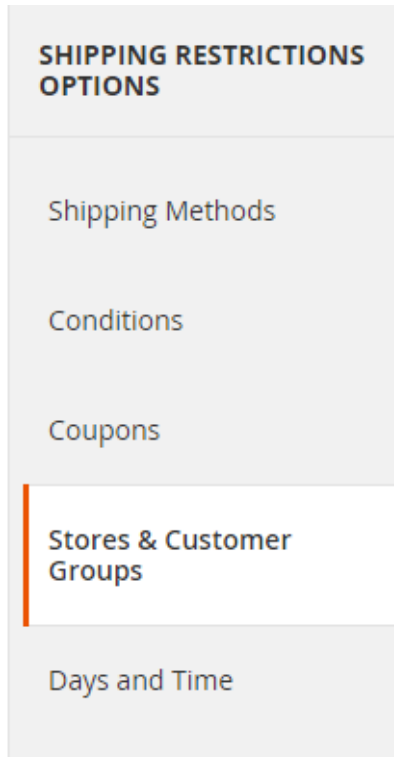 SHIPPING RESTRICTIONS
OPTIONS
Shipping Methods
Conditions
Coupons
Stores & Customer
Groups
Days and Time